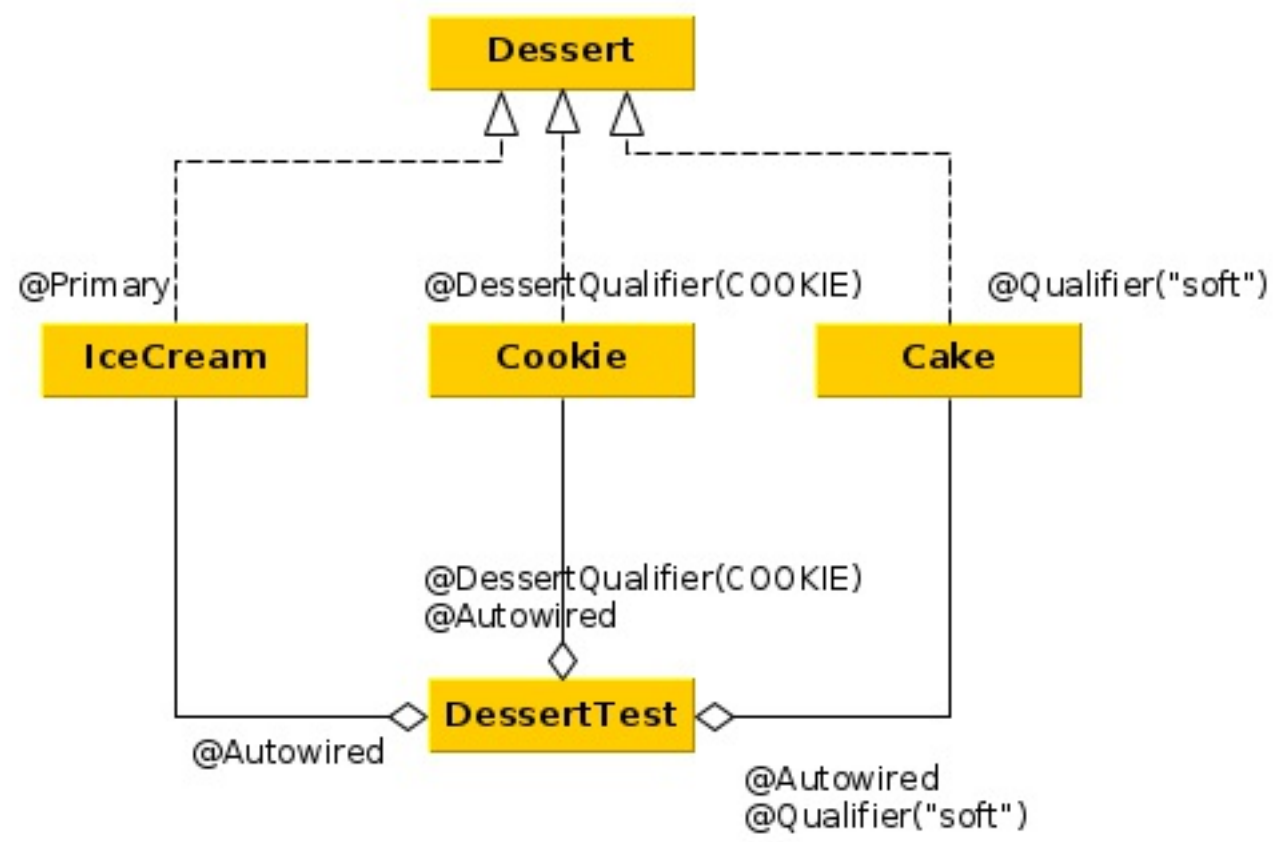 Dessert
@Primary
@DessertQualifier(COOKIE)
@Qualifier("soft")
IceCream
Cookie
Cake
@DessertQualifier(COOKIE)
@Autowired
DessertTest
@Autowired
@Autowired
@Qualifier("soft")